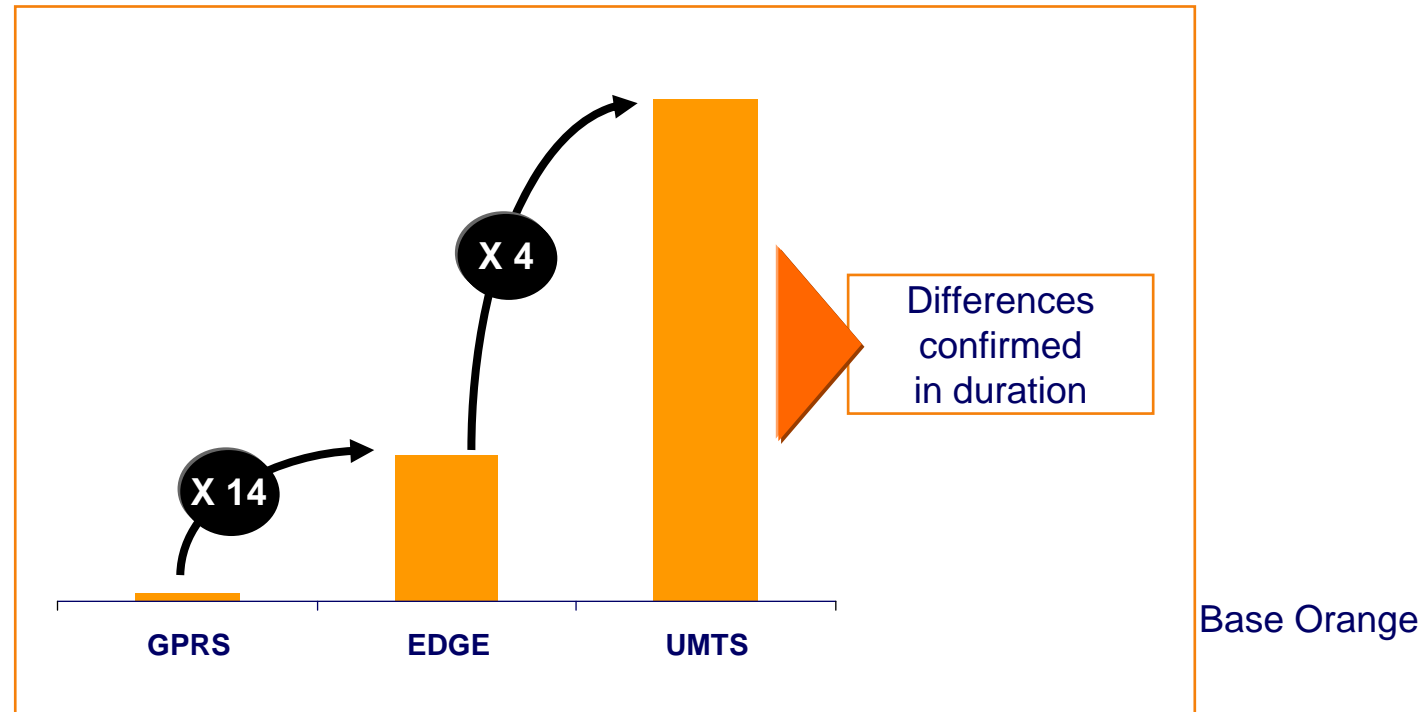 X 4
Differences
confirmed
in duration
X 14
Base Orange
GPRS EDGE UMTS